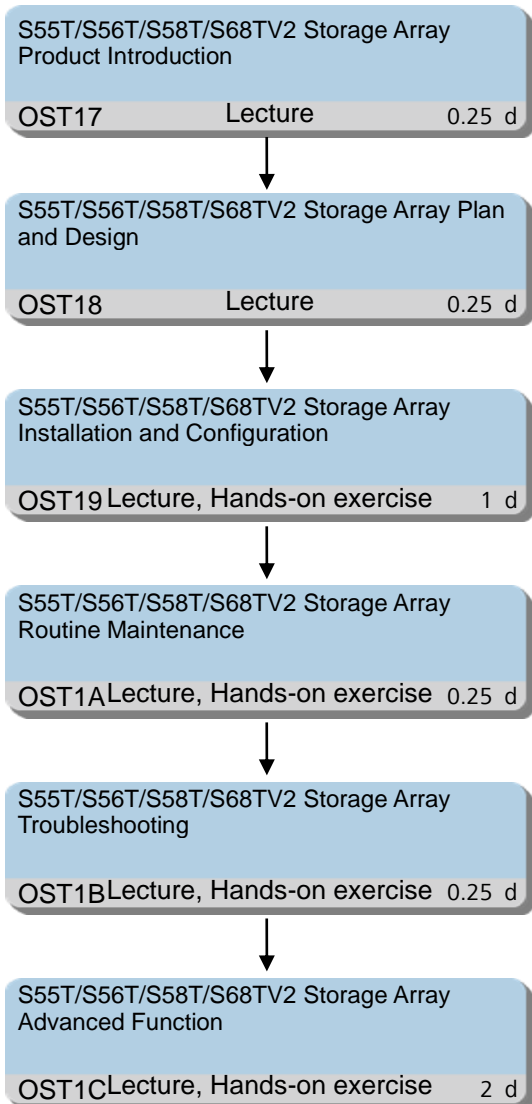 S55T/S56T/S58T/S68TV2 Storage Array
Product Introduction
OST17 Lecture 0.25 d
S55T/S56T/S58T/S68TV2 Storage Array Plan
and Design
OST18 Lecture 0.25 d
S55T/S56T/S58T/S68TV2 Storage Array
Installation and Configuration
OST19 Lecture, Hands-on exercise 1 d
S55T/S56T/S58T/S68TV2 Storage Array
Routine Maintenance
OST1A Lecture, Hands-on exercise 0.25 d
S55T/S56T/S58T/S68TV2 Storage Array
Troubleshooting
OST1B Lecture, Hands-on exercise 0.25 d
S55T/S56T/S58T/S68TV2 Storage Array
Advanced Function
OST1C Lecture, Hands-on exercise 2 d